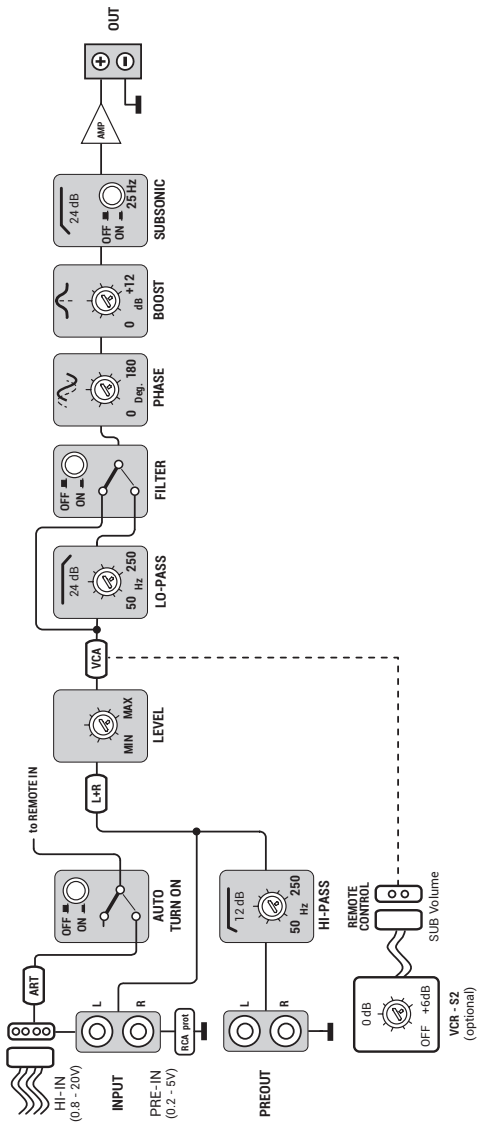 HI-IN
(0.8 - 20V)
ART
OFF
ON
AUTO
TURN ON
to REMOTE IN
INPUT
L
R
PRE-IN
(0.2 - 5V)
RCA prot
PREOUT
L
R
12 dB
50 Hz 250
HI-PASS
L+R
MIN MAX
LEVEL
VCA
24 dB
50 Hz 250
LO-PASS
OFF
ON
FILTER
0 Deg. 180
PHASE
0 dB +12
BOOST
24 dB
OFF
ON
25 Hz
SUBSONIC
AMP
+
−
OUT
REMOTE
CONTROL
SUB Volume
0 dB
OFF +6dB
VCR - S2
(optional)